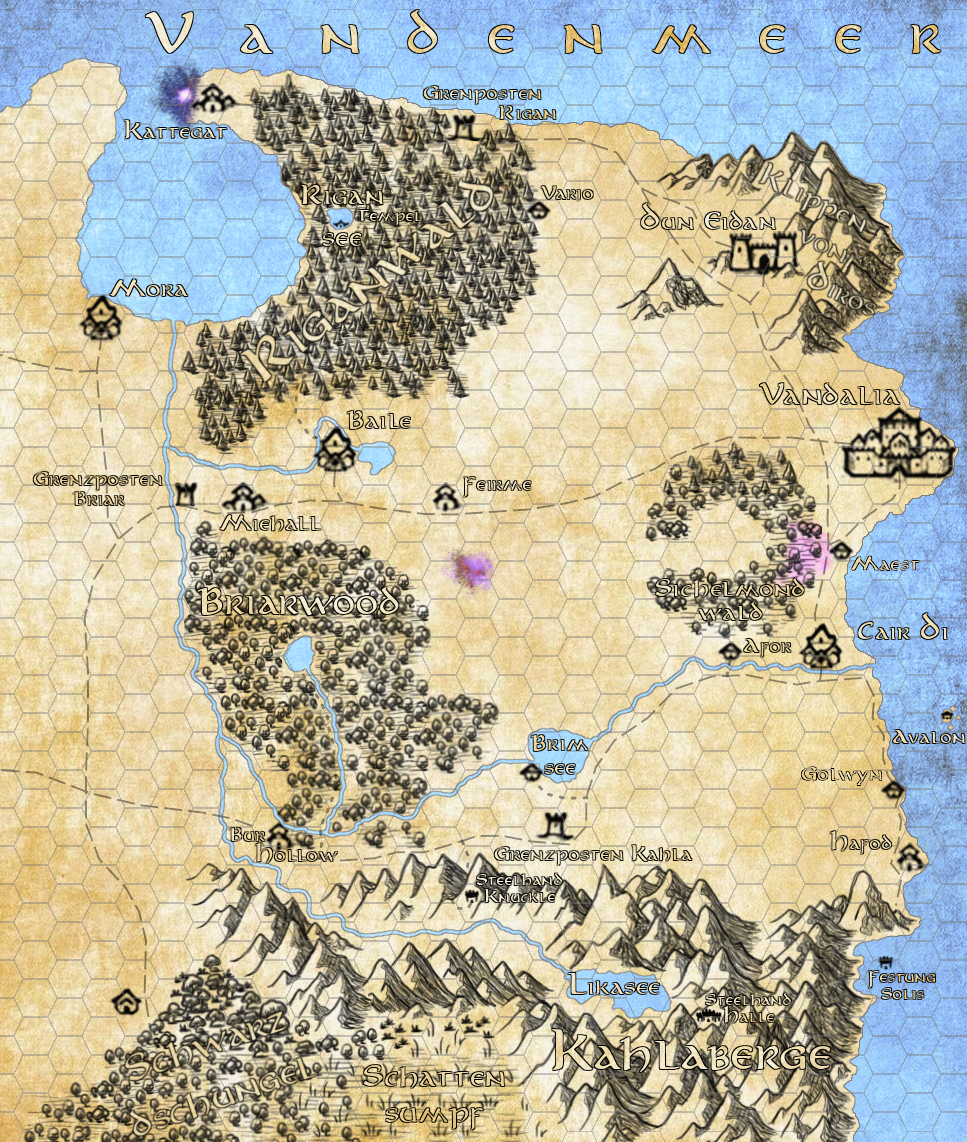 Vandenmeer
Grenposten
Rigan
Kattegat
Rigan
Tempel
see
Vario
Riganwald
Dun Eidan
Klippen
von
Diro
Mora
Vandalia
Baile
Grenzposten
Briar
Feirme
Miehall
Maest
Sichelmond
wald
Briarwood
Cair Di
Afor
Avalon
Brim
see
Golwyn
Bur
Hollow
Hafod
Grenzposten Kahla
Steelhand
Knuckle
Festung
Solis
Likasee
Steelhand
Halle
Kahlaberge
Schwarz
dschungel
Schatten
sumpf